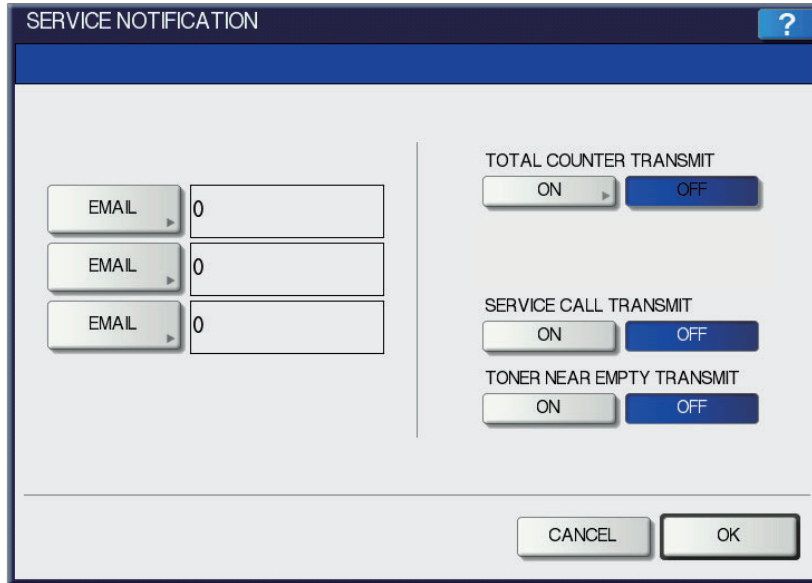 SERVICE NOTIFICATION ?
EMAIL 0
EMAIL 0
EMAIL 0
TOTAL COUNTER TRANSMIT
ON OFF
SERVICE CALL TRANSMIT
ON OFF
TONER NEAR EMPTY TRANSMIT
ON OFF
CANCEL OK